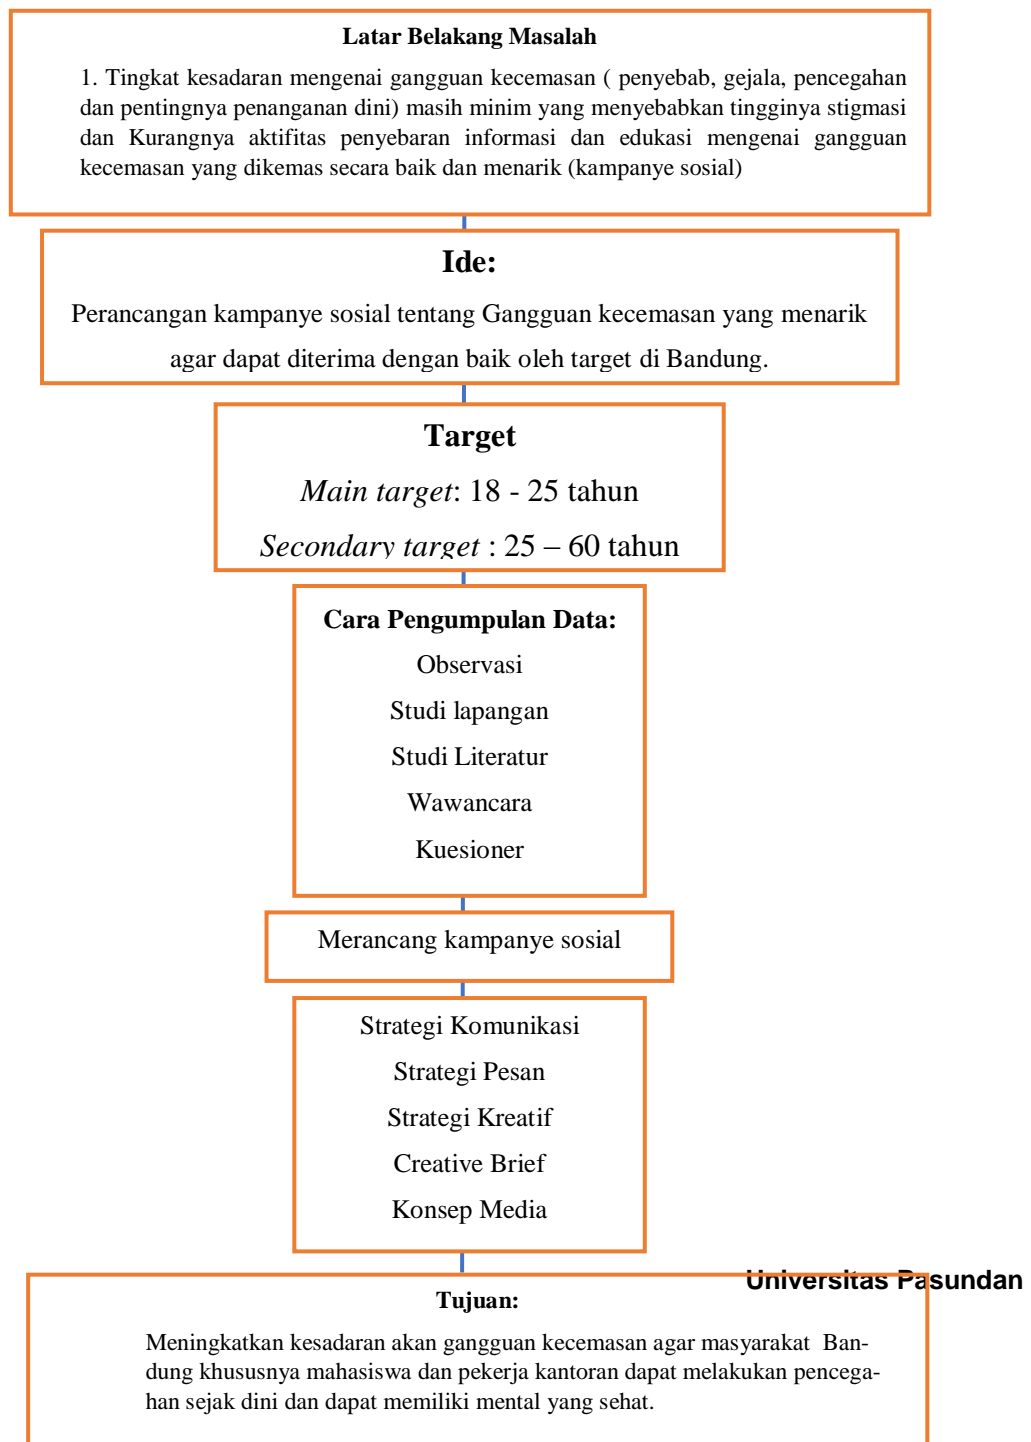 Latar Belakang Masalah
1. Tingkat kesadaran mengenai gangguan kecemasan ( penyebab, gejala, pencegahan
dan pentingnya penanganan dini) masih minim yang menyebabkan tingginya stigmasi
dan Kurangnya aktifitas penyebaran informasi dan edukasi mengenai gangguan
kecemasan yang dikemas secara baik dan menarik (kampanye sosial)
Ide:
Perancangan kampanye sosial tentang Gangguan kecemasan yang menarik
agar dapat diterima dengan baik oleh target di Bandung.
Target
Main target: 18 - 25 tahun
Secondary target : 25 – 60 tahun
Cara Pengumpulan Data:
Observasi
Studi lapangan
Studi Literatur
Wawancara
Kuesioner
Merancang kampanye sosial
Strategi Komunikasi
Strategi Pesan
Strategi Kreatif
Creative Brief
Konsep Media
Universitas Pasundan
Tujuan:
Meningkatkan kesadaran akan gangguan kecemasan agar masyarakat Ban-
dung khususnya mahasiswa dan pekerja kantoran dapat melakukan pencega-
han sejak dini dan dapat memiliki mental yang sehat.